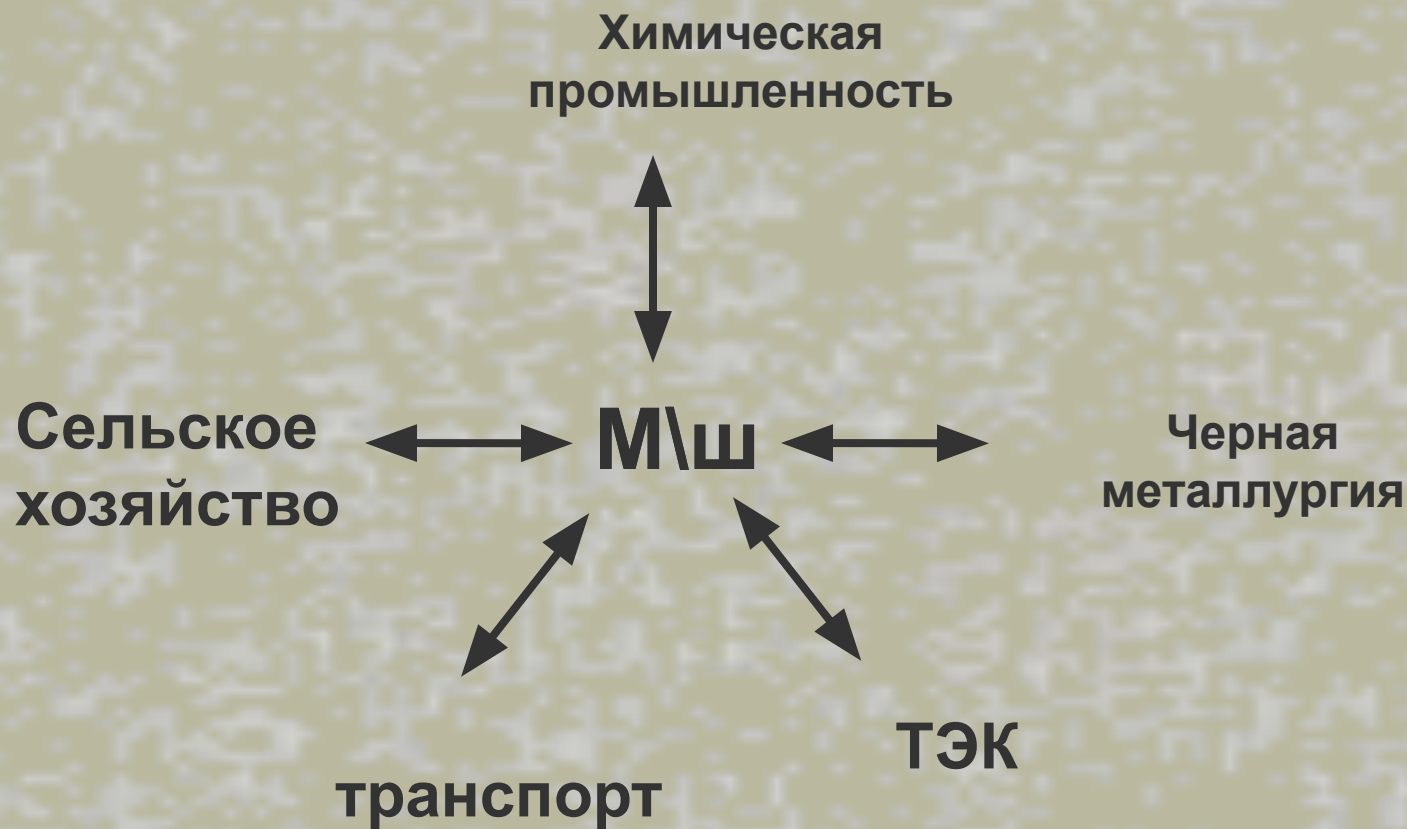 Химическая
промышленность
Сельское
хозяйство
М\ш
Черная
металлургия
ТЭК
транспорт